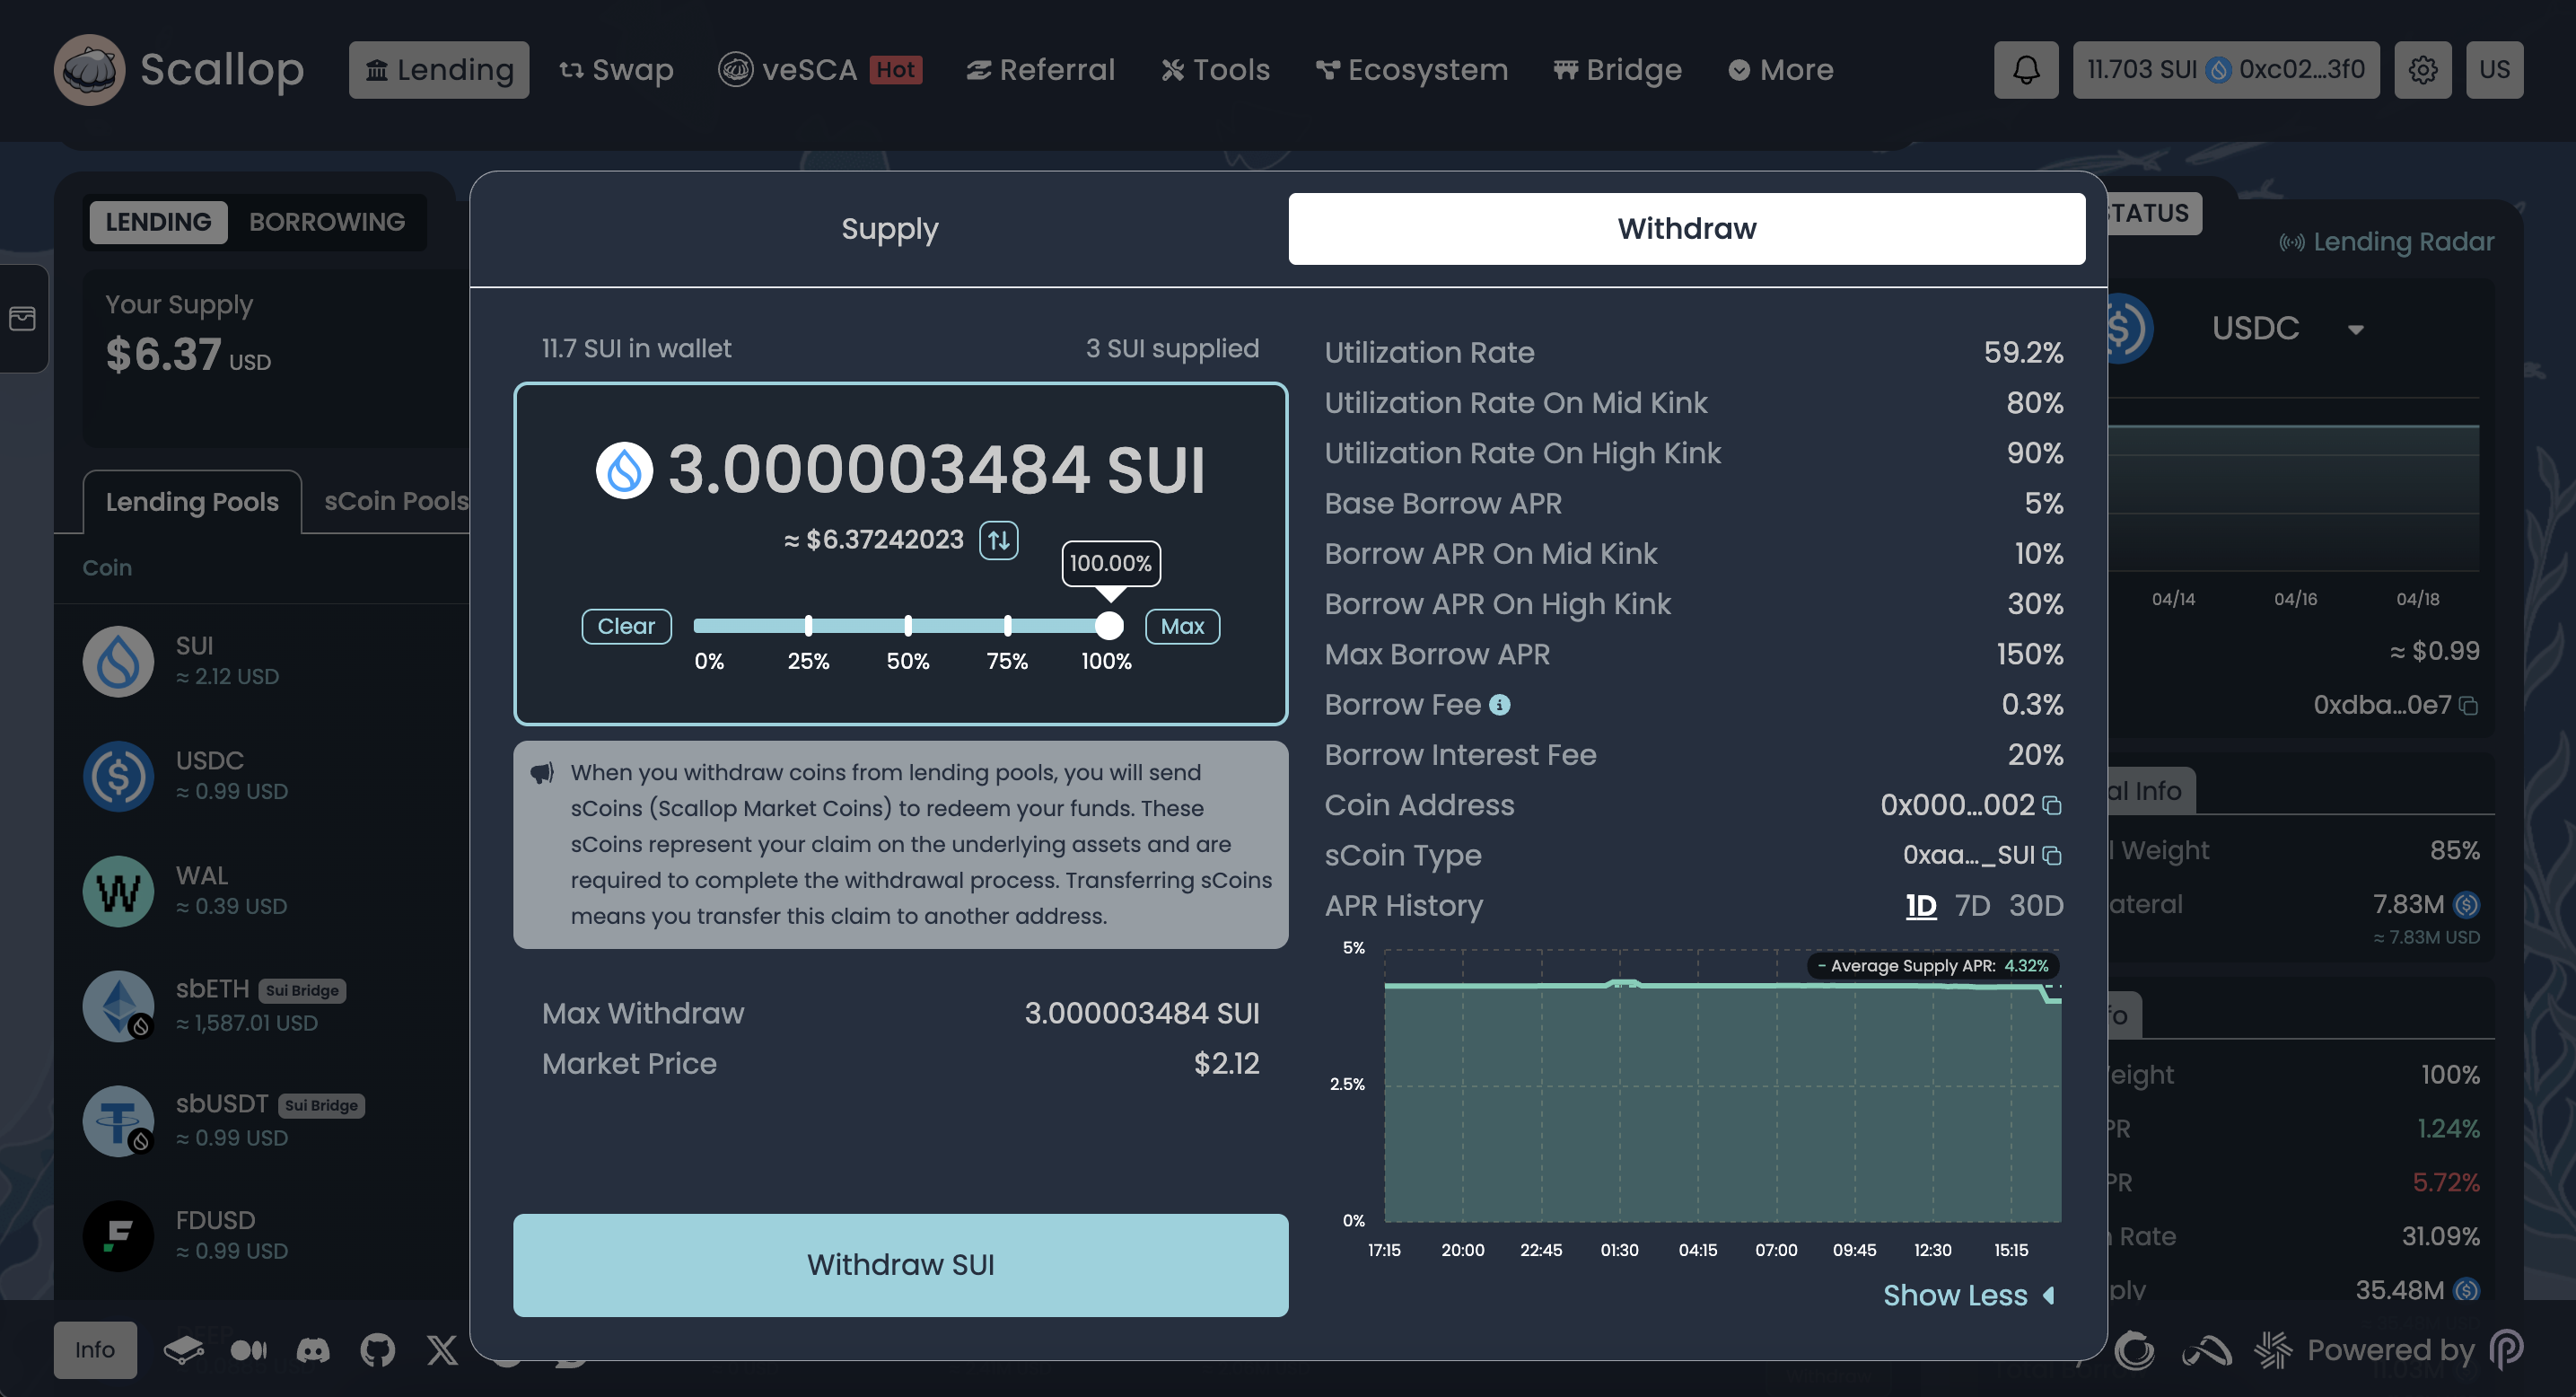 Scallop
Lending
Swap
veSCA Hot
Referral
Tools
Ecosystem
Bridge
More
11.703 SUI 0xc02...3f0
US
LENDING BORROWING
Your Supply
$6.37 USD
Lending Pools sCoin Pools
Coin
SUI
≈ 2.12 USD
USDC
≈ 0.99 USD
WAL
≈ 0.39 USD
sbETH Sui Bridge
≈ 1,587.01 USD
sbUSDT Sui Bridge
≈ 0.99 USD
FDUSD
≈ 0.99 USD
Supply
Withdraw
11.7 SUI in wallet 3 SUI supplied
3.000003484 SUI
≈ $6.37242023
100.00%
Clear Max
0% 25% 50% 75% 100%
When you withdraw coins from lending pools, you will send
sCoins (Scallop Market Coins) to redeem your funds. These
sCoins represent your claim on the underlying assets and are
required to complete the withdrawal process. Transferring sCoins
means you transfer this claim to another address.
Max Withdraw 3.000003484 SUI
Market Price $2.12
Withdraw SUI
Utilization Rate 59.2%
Utilization Rate On Mid Kink 80%
Utilization Rate On High Kink 90%
Base Borrow APR 5%
Borrow APR On Mid Kink 10%
Borrow APR On High Kink 30%
Max Borrow APR 150%
Borrow Fee 0.3%
Borrow Interest Fee 20%
Coin Address 0x000...002
sCoin Type 0xaa..._SUI
APR History 1D 7D 30D
5%
- Average Supply APR: 4.32%
2.5%
0%
17:15 20:00 22:45 01:30 04:15 07:00 09:45 12:30 15:15
Show Less
TATUS
Lending Radar
USDC
04/14 04/16 04/18
≈ $0.99
0xdba...0e7
al Info
l Weight 85%
ateral 7.83M
≈ 7.83M USD
fo
eight 100%
PR 1.24%
PR 5.72%
n Rate 31.09%
ply 35.48M
Info
Powered by